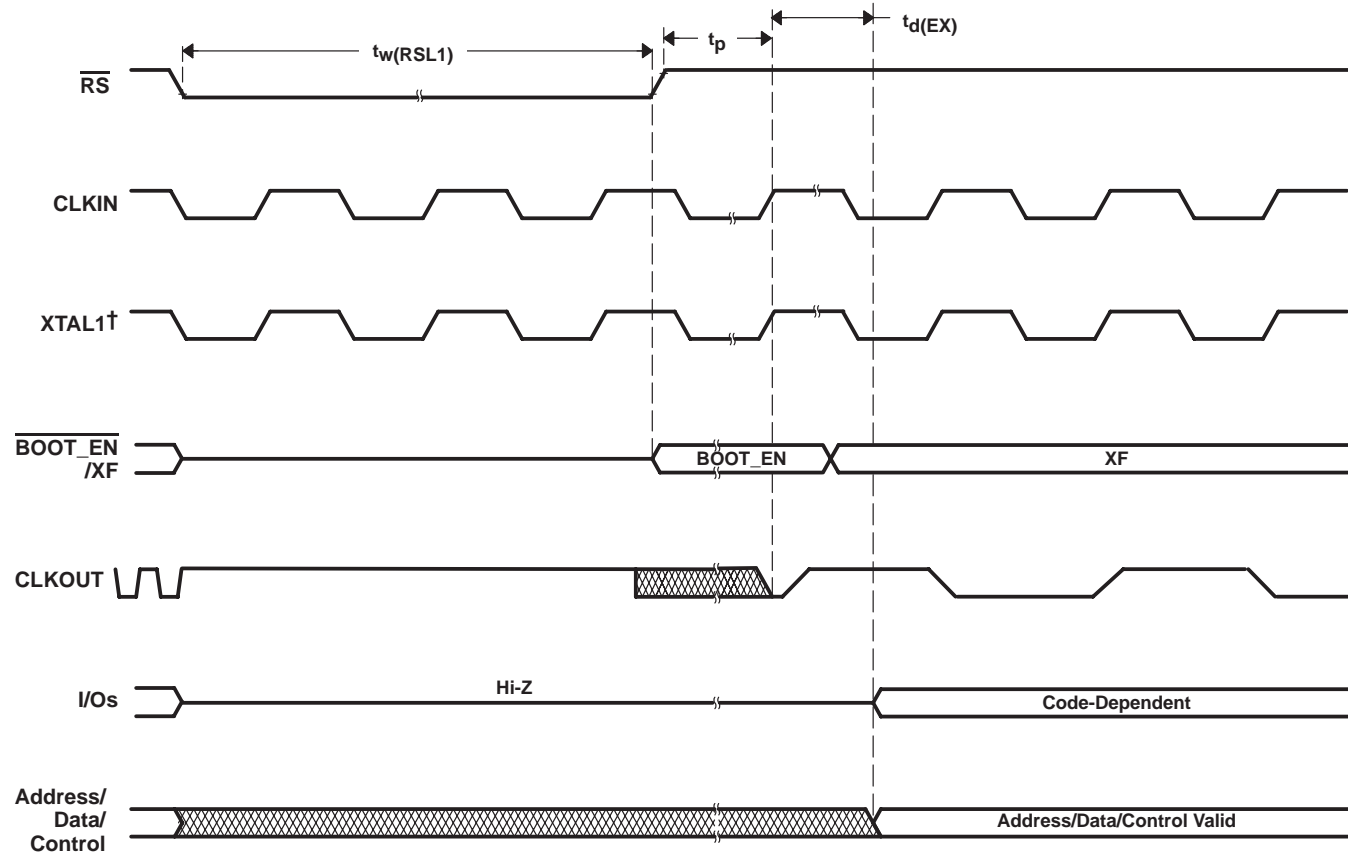 tw(RSL1)
tp
td(EX)
RS
CLKIN
XTAL1†
BOOT_EN
/XF
BOOT_EN
XF
CLKOUT
I/Os
Hi-Z
Code-Dependent
Address/
Data/
Control
Address/Data/Control Valid